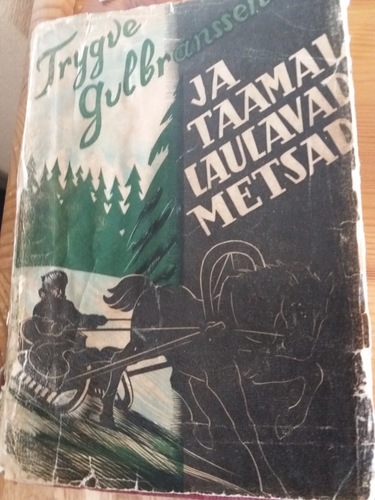 Trygve
Gulbranssen
JA
TAAMAL
LAULAVAD
METSAD